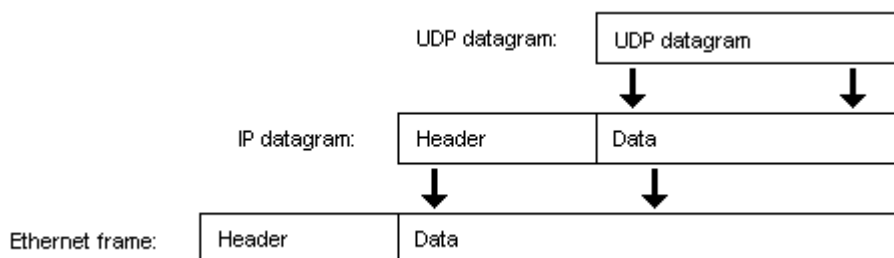 UDP datagram: UDP datagram
IP datagram: Header Data
Ethernet frame: Header Data